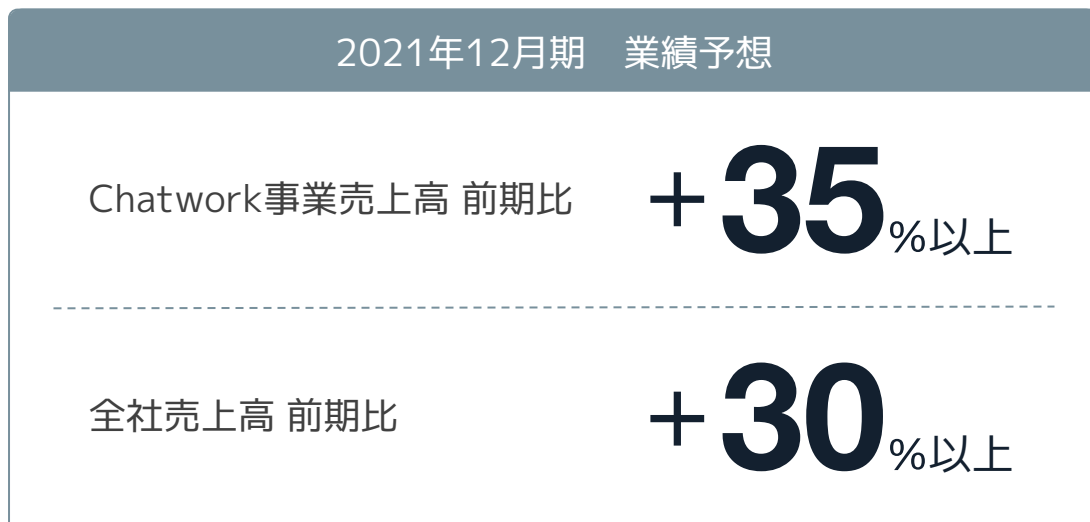 2021年12月期　業績予想
Chatwork事業売上高 前期比 +35%以上
全社売上高 前期比 +30%以上